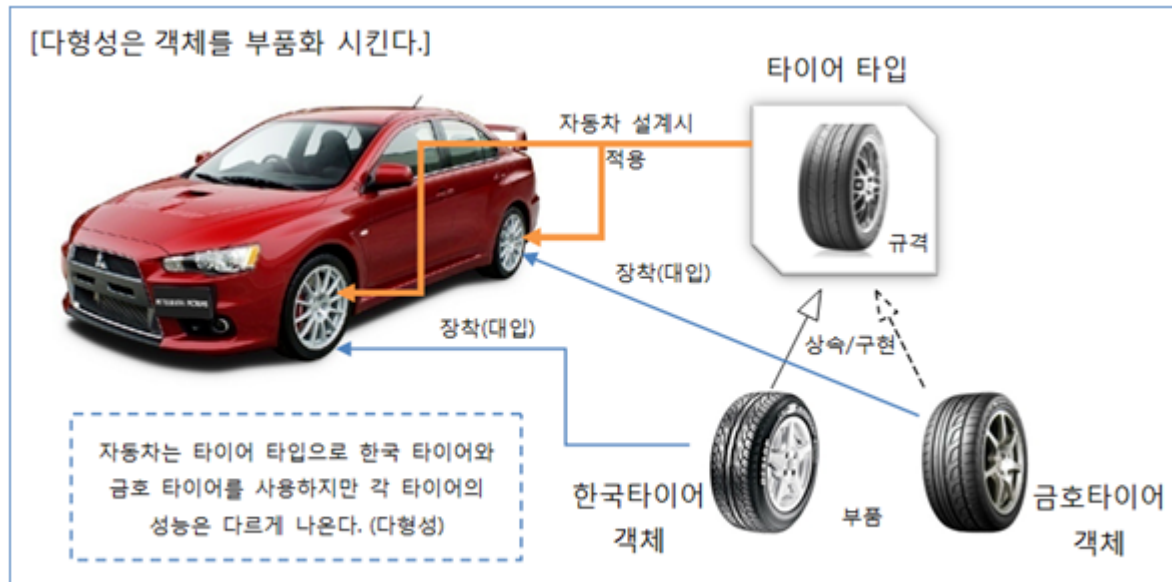 [다형성은 객체를 부품화 시킨다.]
타이어 타입
자동차 설계시
적용
규격
장착(대입)
장착(대입)
상속/구현
자동차는 타이어 타입으로 한국 타이어와
금호 타이어를 사용하지만 각 타이어의
성능은 다르게 나온다. (다형성)
한국타이어
객체
부품
금호타이어
객체